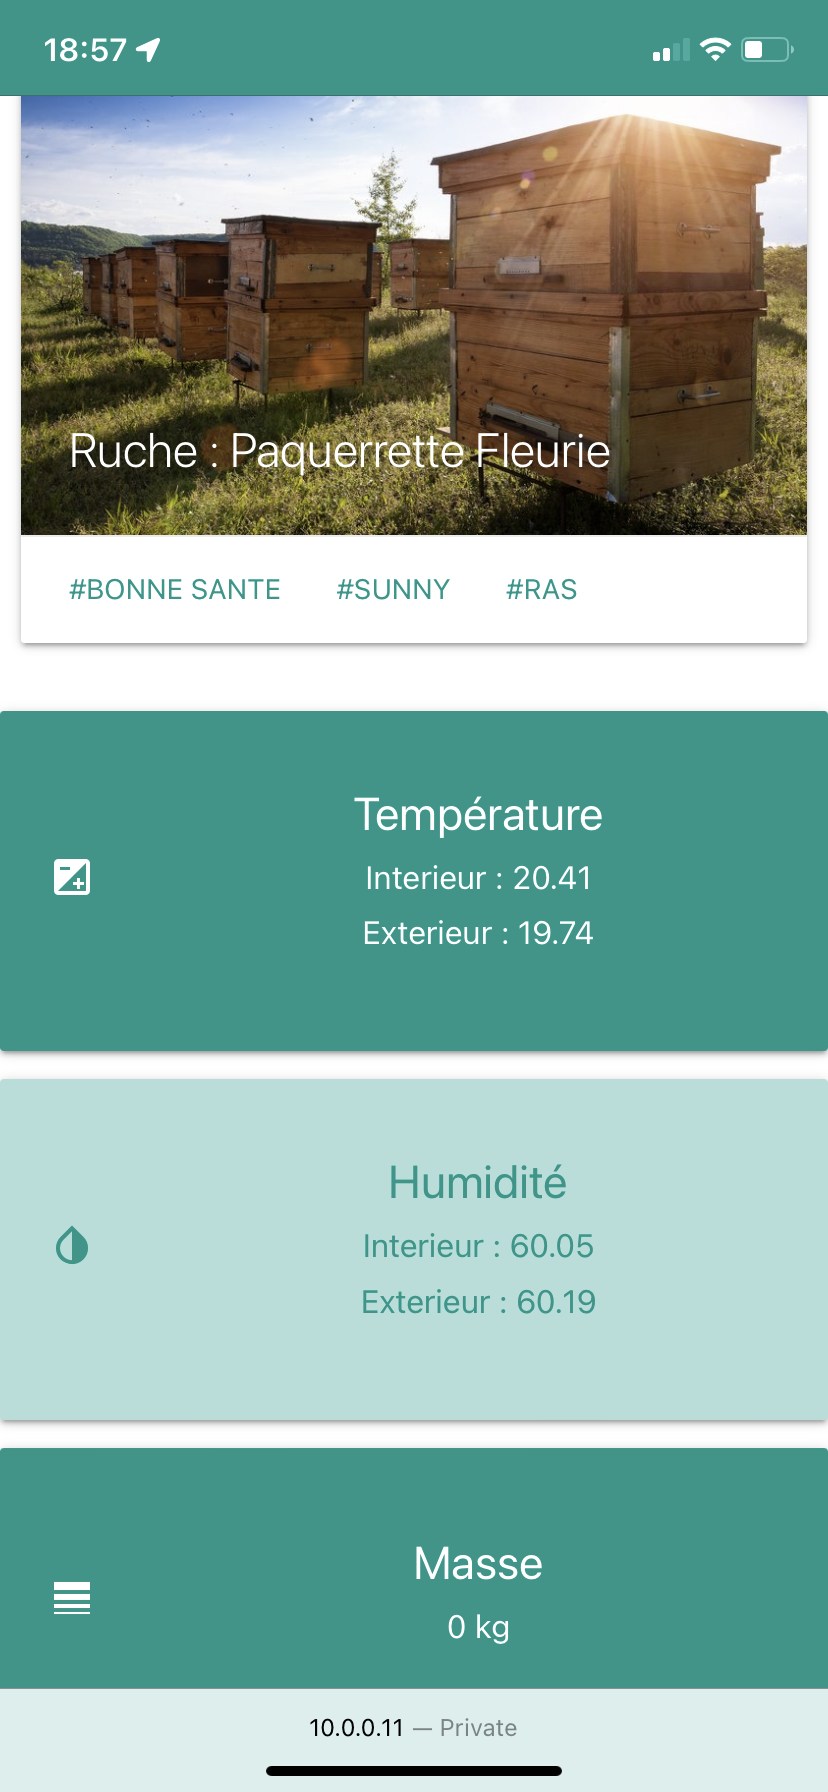 18:57
Ruche : Paquerrette Fleurie
#BONNE SANTE #SUNNY #RAS
Température
Interieur : 20.41
Exterieur : 19.74
Humidité
Interieur : 60.05
Exterieur : 60.19
Masse
0 kg
10.0.0.11 — Private